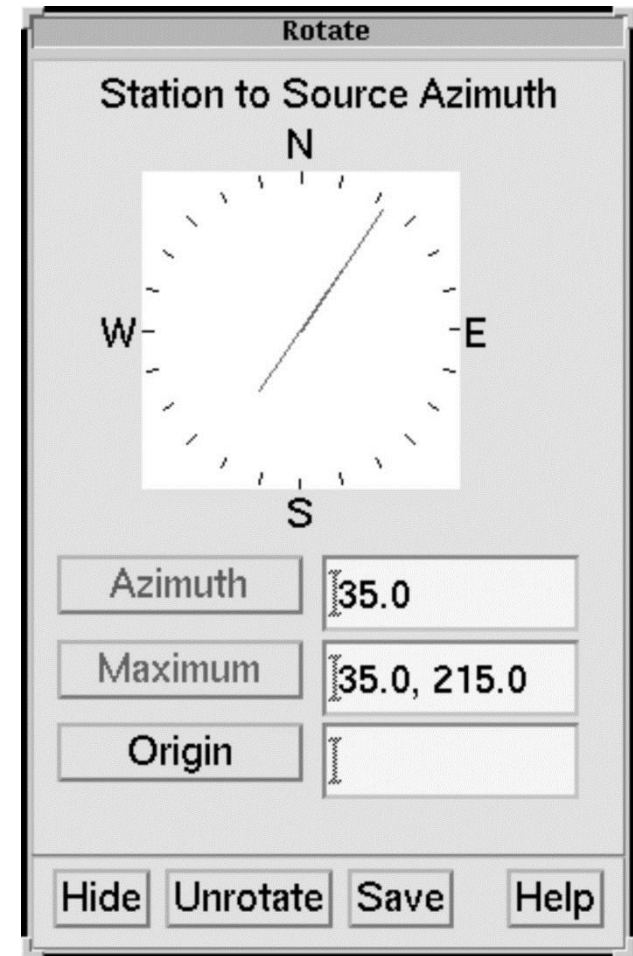 Rotate
Station to Source Azimuth
N
W
E
S
Azimuth
35.0
Maximum
35.0, 215.0
Origin
Hide Unrotate Save Help